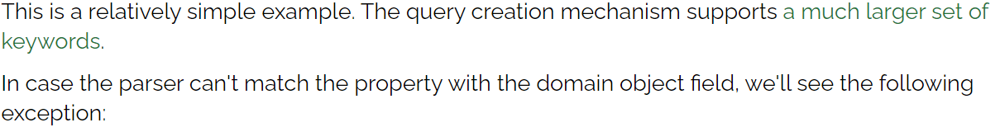 This is a relatively simple example. The query creation mechanism supports a much larger set of
keywords.
In case the parser can't match the property with the domain object field, we'll see the following
exception: